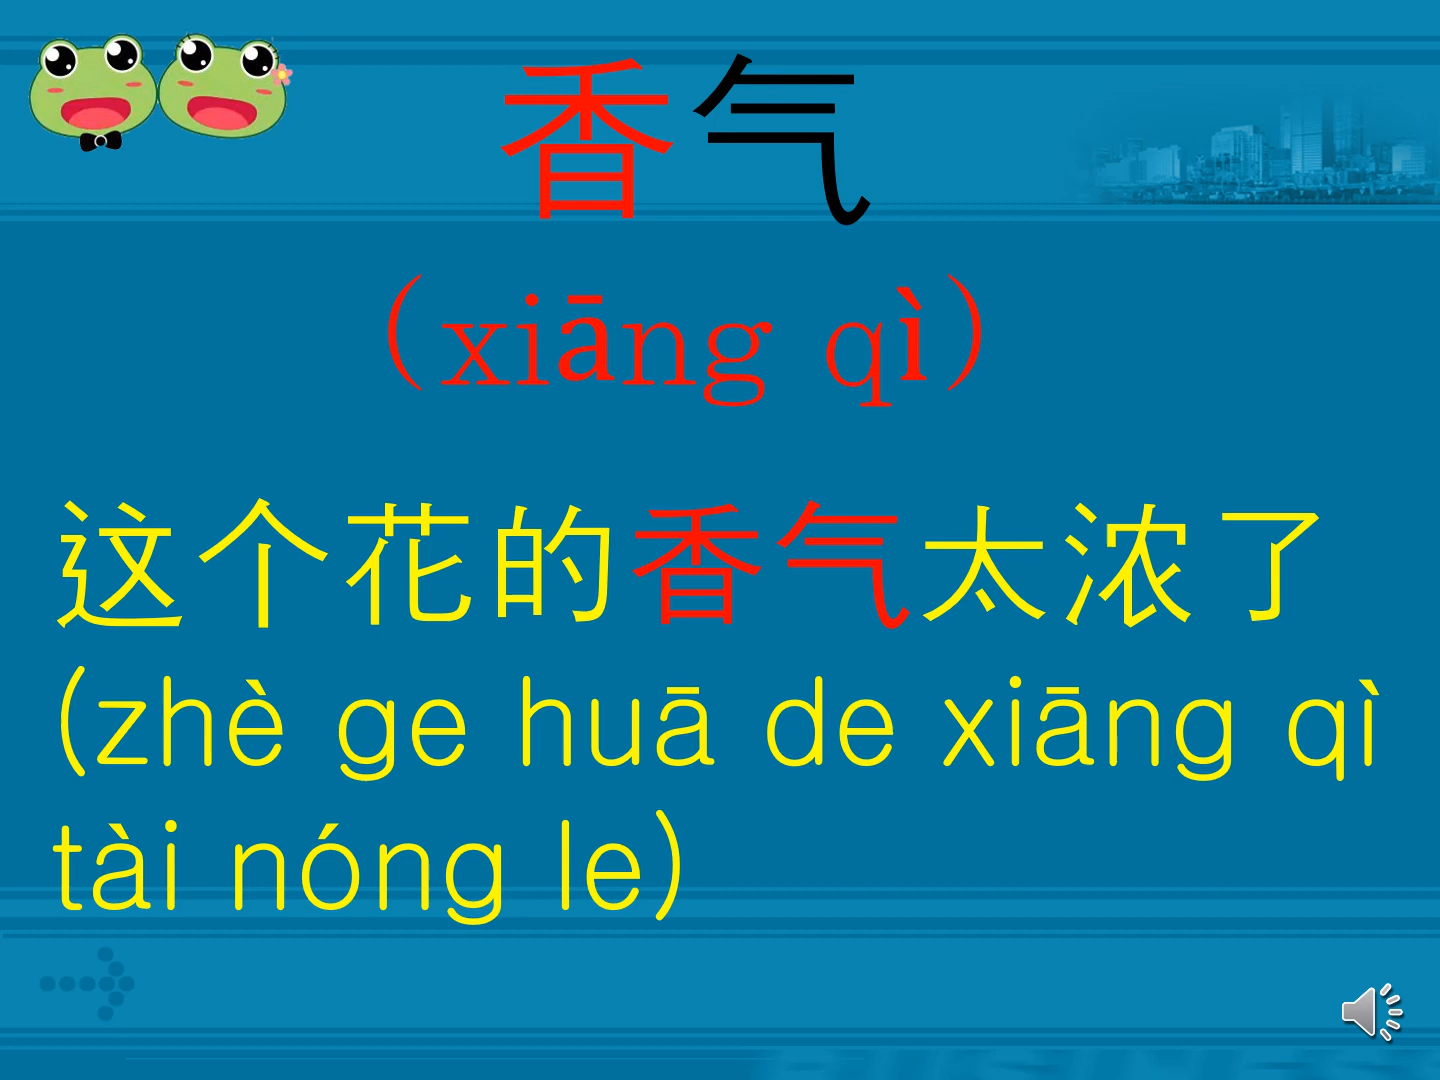 香气
(xiāng qì)
这个花的香气太浓了
(zhè ge huā de xiāng qì
tài nóng le)